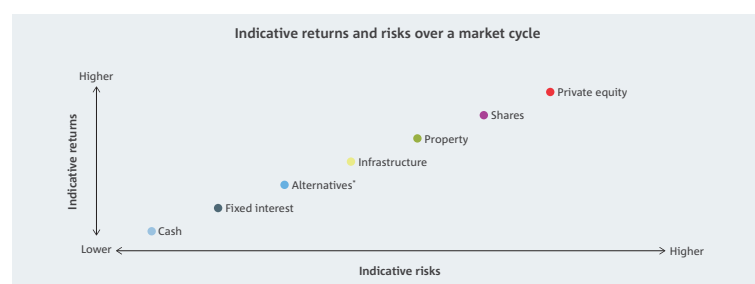 Indicative returns and risks over a market cycle
Higher
Private equity
Shares
Property
Infrastructure
Alternatives*
Fixed interest
Cash
Indicative returns
Lower
Higher
Indicative risks